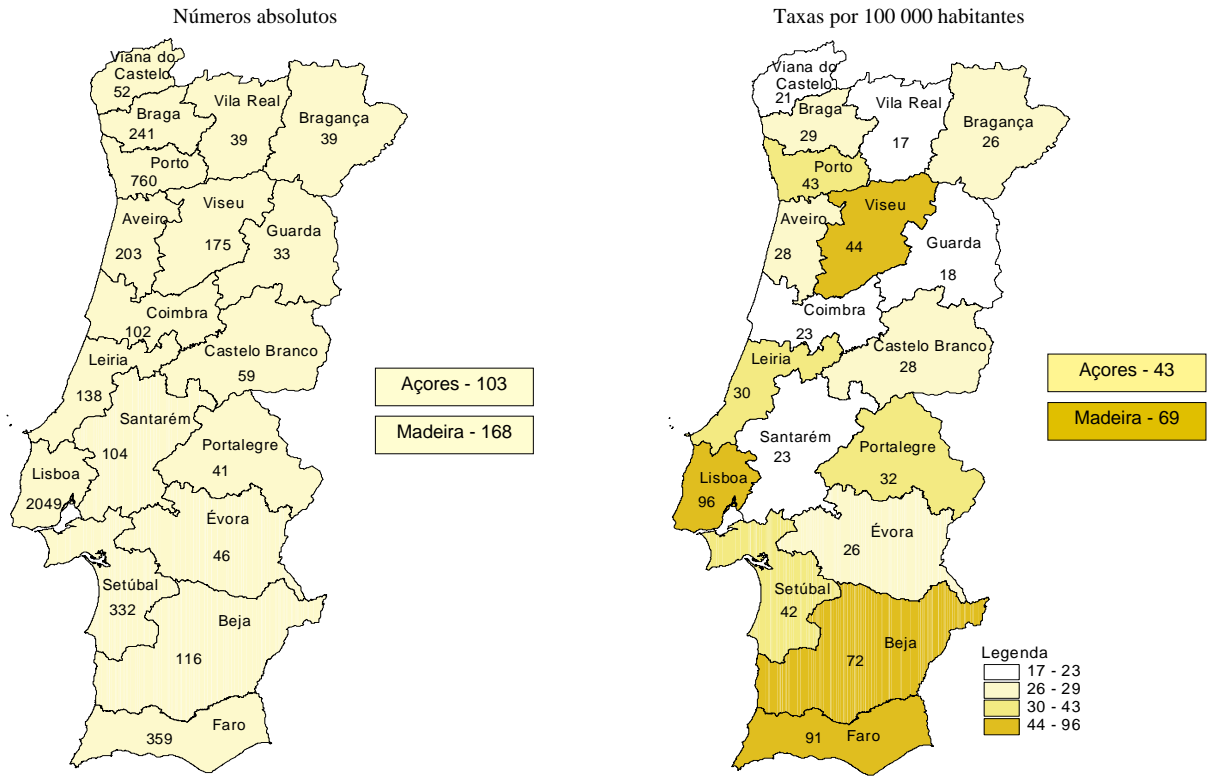 Números absolutos
Viana do
Castelo
52
Braga
241
Vila Real
39
Bragança
39
Porto
760
Aveiro
203
Viseu
175
Guarda
33
Coimbra
102
Leiria
138
Castelo Branco
59
Santarém
104
Portalegre
41
Lisboa
2049
Évora
46
Setúbal
332
Beja
116
Faro
359
Açores - 103
Madeira - 168
Taxas por 100 000 habitantes
Viana do
Castelo
21
Braga
29
Vila Real
17
Bragança
26
Porto
43
Aveiro
28
Viseu
44
Guarda
18
Coimbra
23
Leiria
30
Castelo Branco
28
Santarém
23
Portalegre
32
Lisboa
96
Évora
26
Setúbal
42
Beja
72
Faro
91
Açores - 43
Madeira - 69
Legenda
17 - 23
26 - 29
30 - 43
44 - 96